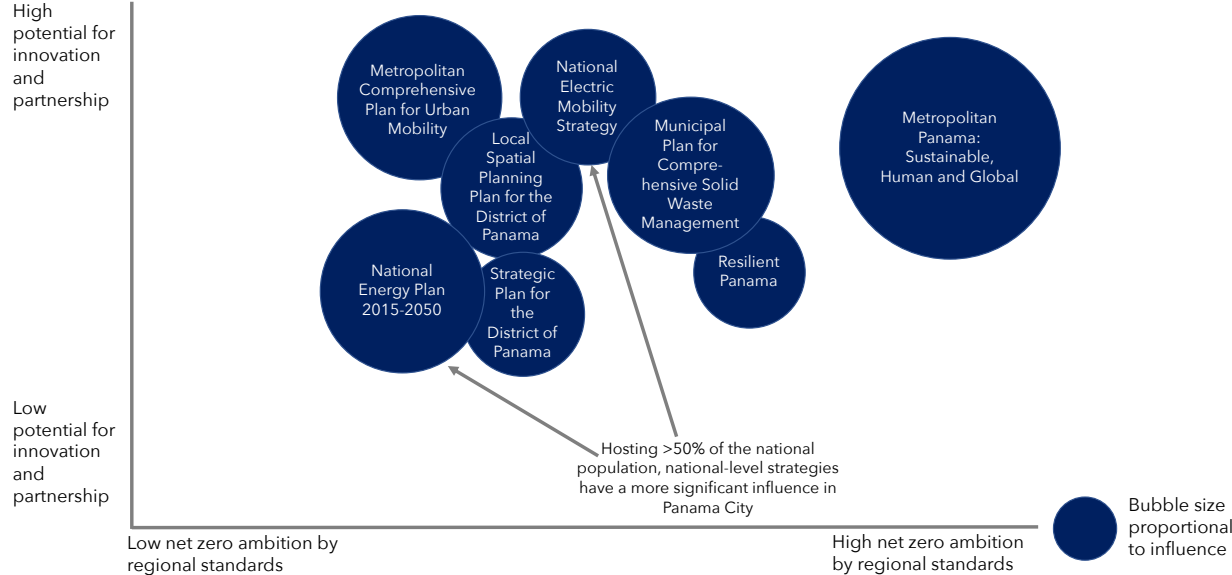 High
potential for
innovation
and
partnership
Metropolitan
Comprehensive
Plan for Urban
Mobility
National
Electric
Mobility
Strategy
Local
Spatial
Planning
Plan for the
District of
Panama
Municipal
Plan for
Compre-
hensive Solid
Waste
Management
Metropolitan
Panama:
Sustainable,
Human and Global
National
Energy Plan
2015-2050
Strategic
Plan for
the
District of
Panama
Resilient
Panama
Low
potential for
innovation
and
partnership
Hosting >50% of the national
population, national-level strategies
have a more significant influence in
Panama City
Low net zero ambition by
regional standards
High net zero ambition
by regional standards
Bubble size
proportional
to influence